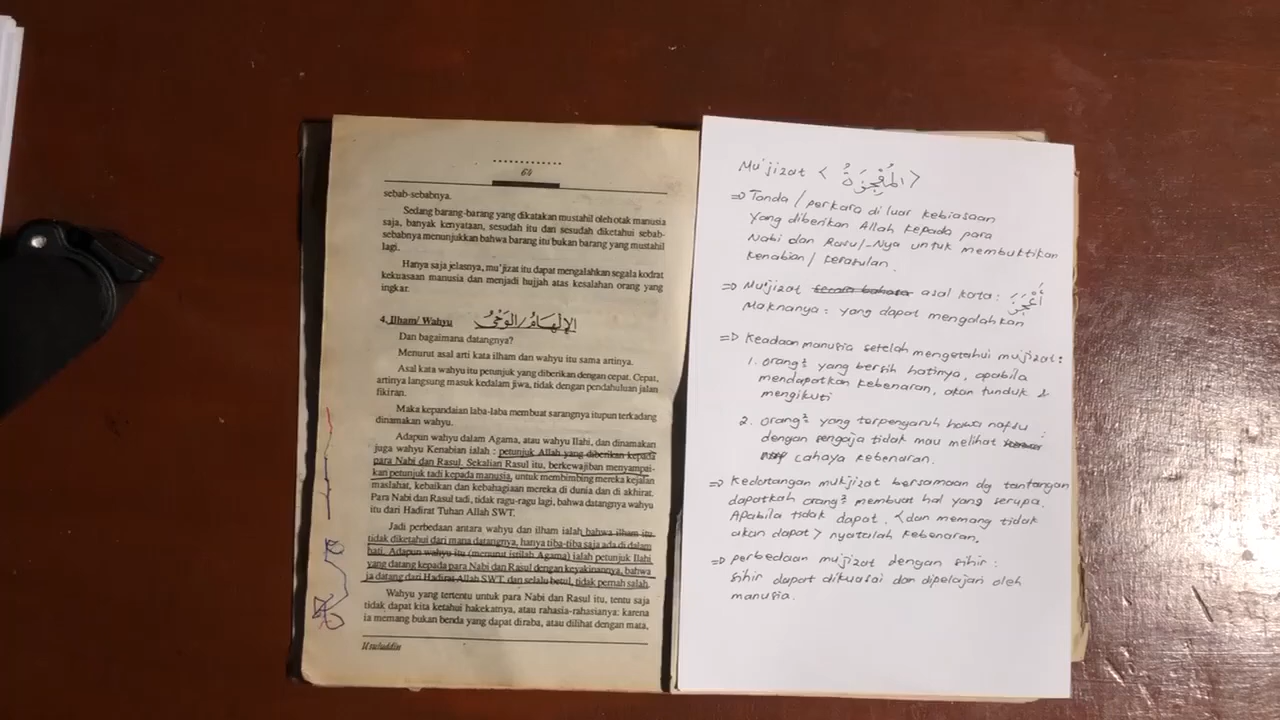 64
sebab-sebabnya.
Sedang barang-barang yang dikatakan mustahil oleh otak manusia
saja, banyak kenyataan, sesudah itu dan sesudah diketahui sebab-
sebabnya menunjukkan bahwa barang itu bukan barang yang mustahil
lagi.
Hanya saja jelasnya, mu'jizat itu dapat mengalahkan segala kodrat
kekuasaan manusia dan menjadi hujjah atas kesalahan orang yang
ingkar.
4. Ilham/ Wahyu الإِلْهَامُ/الوَحْيُ
Dan bagaimana datangnya?
Menurut asal arti kata ilham dan wahyu itu sama artinya.
Asal kata wahyu itu petunjuk yang diberikan dengan cepat. Cepat,
artinya langsung masuk kedalam jiwa, tidak dengan pendahuluan jalan
fikiran.
Maka kepandaian laba-laba membuat sarangnya itupun terkadang
dinamakan wahyu.
Adapun wahyu dalam Agama, atau wahyu Ilahi, dan dinamakan
juga wahyu Kenabian ialah : petunjuk Allah yang diberikan kepada
para Nabi dan Rasul. Sekalian Rasul itu, berkewajiban menyampai-
kan petunjuk tadi kepada manusia, untuk membimbing mereka kejalan
maslahat, kebaikan dan kebahagiaan mereka di dunia dan di akhirat.
Para Nabi dan Rasul tadi, tidak ragu-ragu lagi, bahwa datangnya wahyu
itu dari Hadirat Tuhan Allah SWT.
Jadi perbedaan antara wahyu dan ilham ialah bahwa ilham itu
tidak diketahui dari mana datangnya, hanya tiba-tiba saja ada di dalam
hati. Adapun wahyu itu (menurut istilah Agama) ialah petunjuk Ilahi
yang datang kepada para Nabi dan Rasul dengan keyakinannya, bahwa
ia datang dari Hadirat Allah SWT, dan selalu betul, tidak pernah salah.
Wahyu yang tertentu untuk para Nabi dan Rasul itu, tentu saja
tidak dapat kita ketahui hakekatnya, atau rahasia-rahasianya: karena
ia memang bukan benda yang dapat diraba, atau dilihat dengan mata,
Usuluddin
Mu'jizat < المُعْجِزَةُ >
⇒ Tanda / perkara di luar kebiasaan
yang diberikan Allah kepada para
Nabi dan Rasul-Nya untuk membuktikan
kenabian / kerasulan.
⇒ Mu'jizat secara bahasa asal kata : أَعْجَزَ
Maknanya : yang dapat mengalahkan
⇒ Keadaan manusia setelah mengetahui mu'jizat :
1. orang² yang bersih hatinya, apabila
mendapatkan kebenaran, akan tunduk &
mengikuti
2. orang² yang terpengaruh hawa nafsu :
dengan sengaja tidak mau melihat
cahaya kebenaran.
⇒ Kedatangan mukjizat bersamaan dg tantangan
dapatkah orang² membuat hal yang serupa.
Apabila tidak dapat, <dan memang tidak
akan dapat> nyatalah kebenaran.
⇒ perbedaan mujizat dengan sihir :
sihir dapat dikuasai dan dipelajari oleh
manusia.